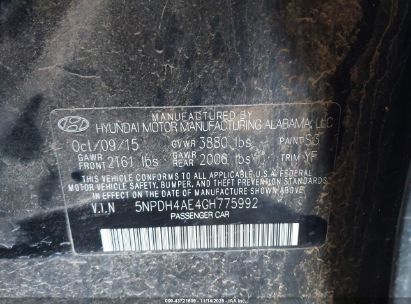 MANUFACTURED BY
HYUNDAI MOTOR MANUFACTURING ALABAMA, LLC
Oct/09/15 GVWR 3880 lbs PAINT S3
GAWR FRONT 2161 lbs GAWR REAR 2006 lbs TRIM YF
THIS VEHICLE CONFORMS TO ALL APPLICABLE FEDERAL
MOTOR VEHICLE SAFETY, BUMPER, AND THEFT PREVENTION STANDARDS
IN EFFECT ON THE DATE OF MANUFACTURE SHOWN ABOVE.
V.I.N 5NPDH4AE4GH775992
PASSENGER CAR